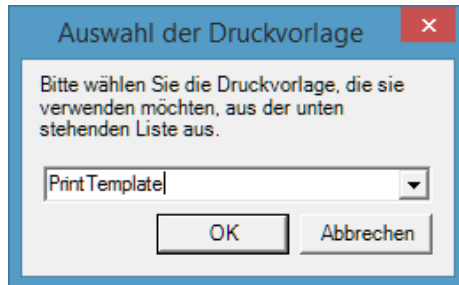 Auswahl der Druckvorlage
Bitte wählen Sie die Druckvorlage, die sie
verwenden möchten, aus der unten
stehenden Liste aus.
PrintTemplate
OK Abbrechen